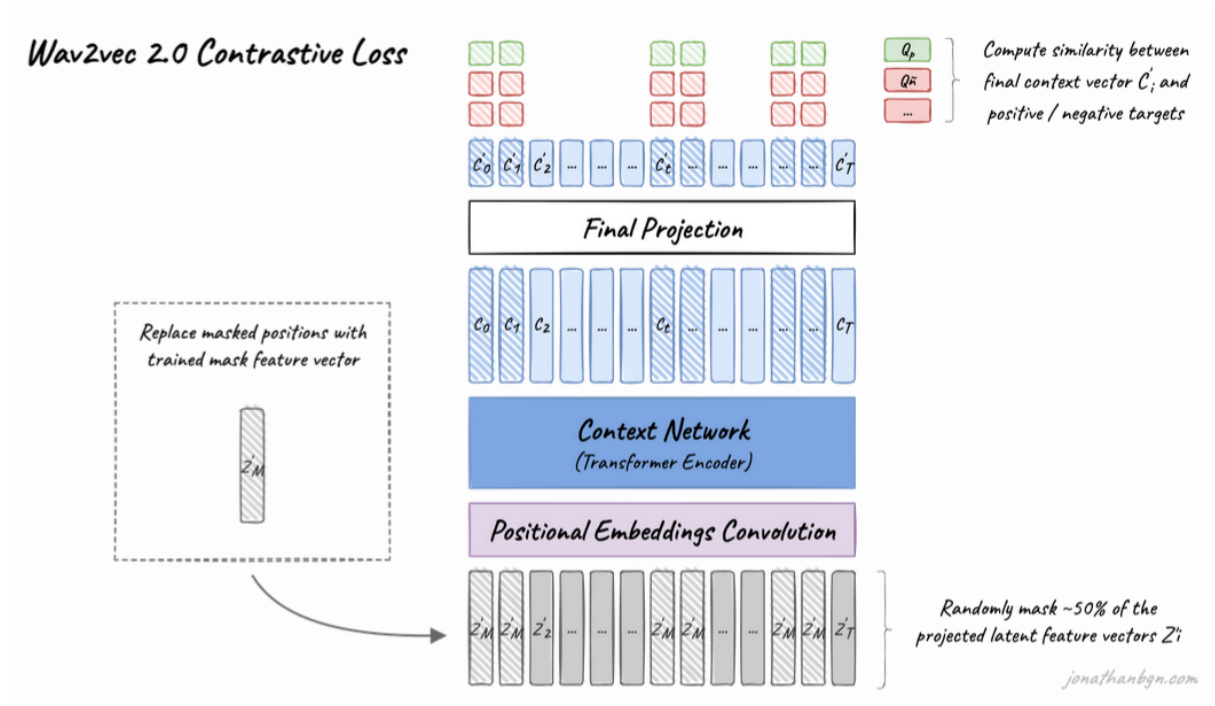 Wav2vec 2.0 Contrastive Loss
Qp
Qñ
...
Compute similarity between
final context vector C'i and
positive / negative targets
C'0 C'1 C'2 ... ... ... C't ... ... ... ... ... C'T
Final Projection
C0 C1 C2 ... ... ... Ct ... ... ... ... ... CT
Replace masked positions with
trained mask feature vector
Z'M
Context Network
(Transformer Encoder)
Positional Embeddings Convolution
Z'M Z'M Z'2 ... ... ... Z'M Z'M ... ... Z'M Z'M Z'T
Randomly mask ~50% of the
projected latent feature vectors Z'i
jonathanbgn.com